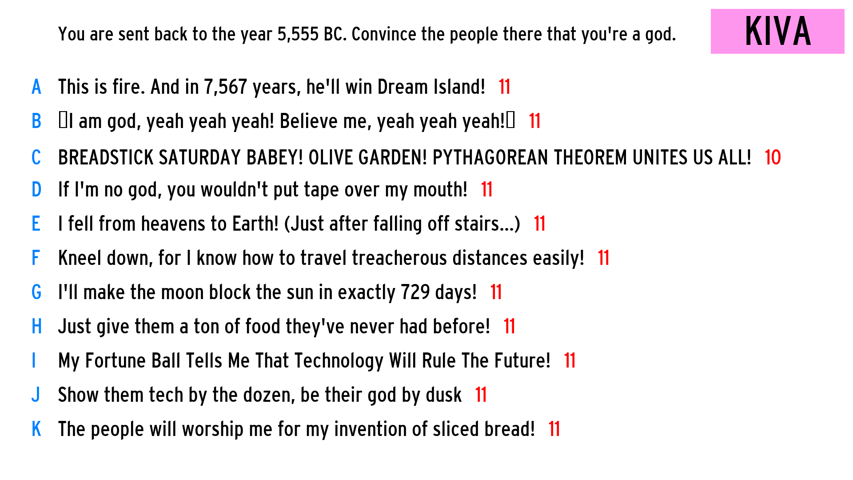 You are sent back to the year 5,555 BC. Convince the people there that you're a god.
KIVA
A This is fire. And in 7,567 years, he'll win Dream Island! 11
B ▯I am god, yeah yeah yeah! Believe me, yeah yeah yeah!▯ 11
C BREADSTICK SATURDAY BABEY! OLIVE GARDEN! PYTHAGOREAN THEOREM UNITES US ALL! 10
D If I'm no god, you wouldn't put tape over my mouth! 11
E I fell from heavens to Earth! (Just after falling off stairs...) 11
F Kneel down, for I know how to travel treacherous distances easily! 11
G I'll make the moon block the sun in exactly 729 days! 11
H Just give them a ton of food they've never had before! 11
I My Fortune Ball Tells Me That Technology Will Rule The Future! 11
J Show them tech by the dozen, be their god by dusk 11
K The people will worship me for my invention of sliced bread! 11